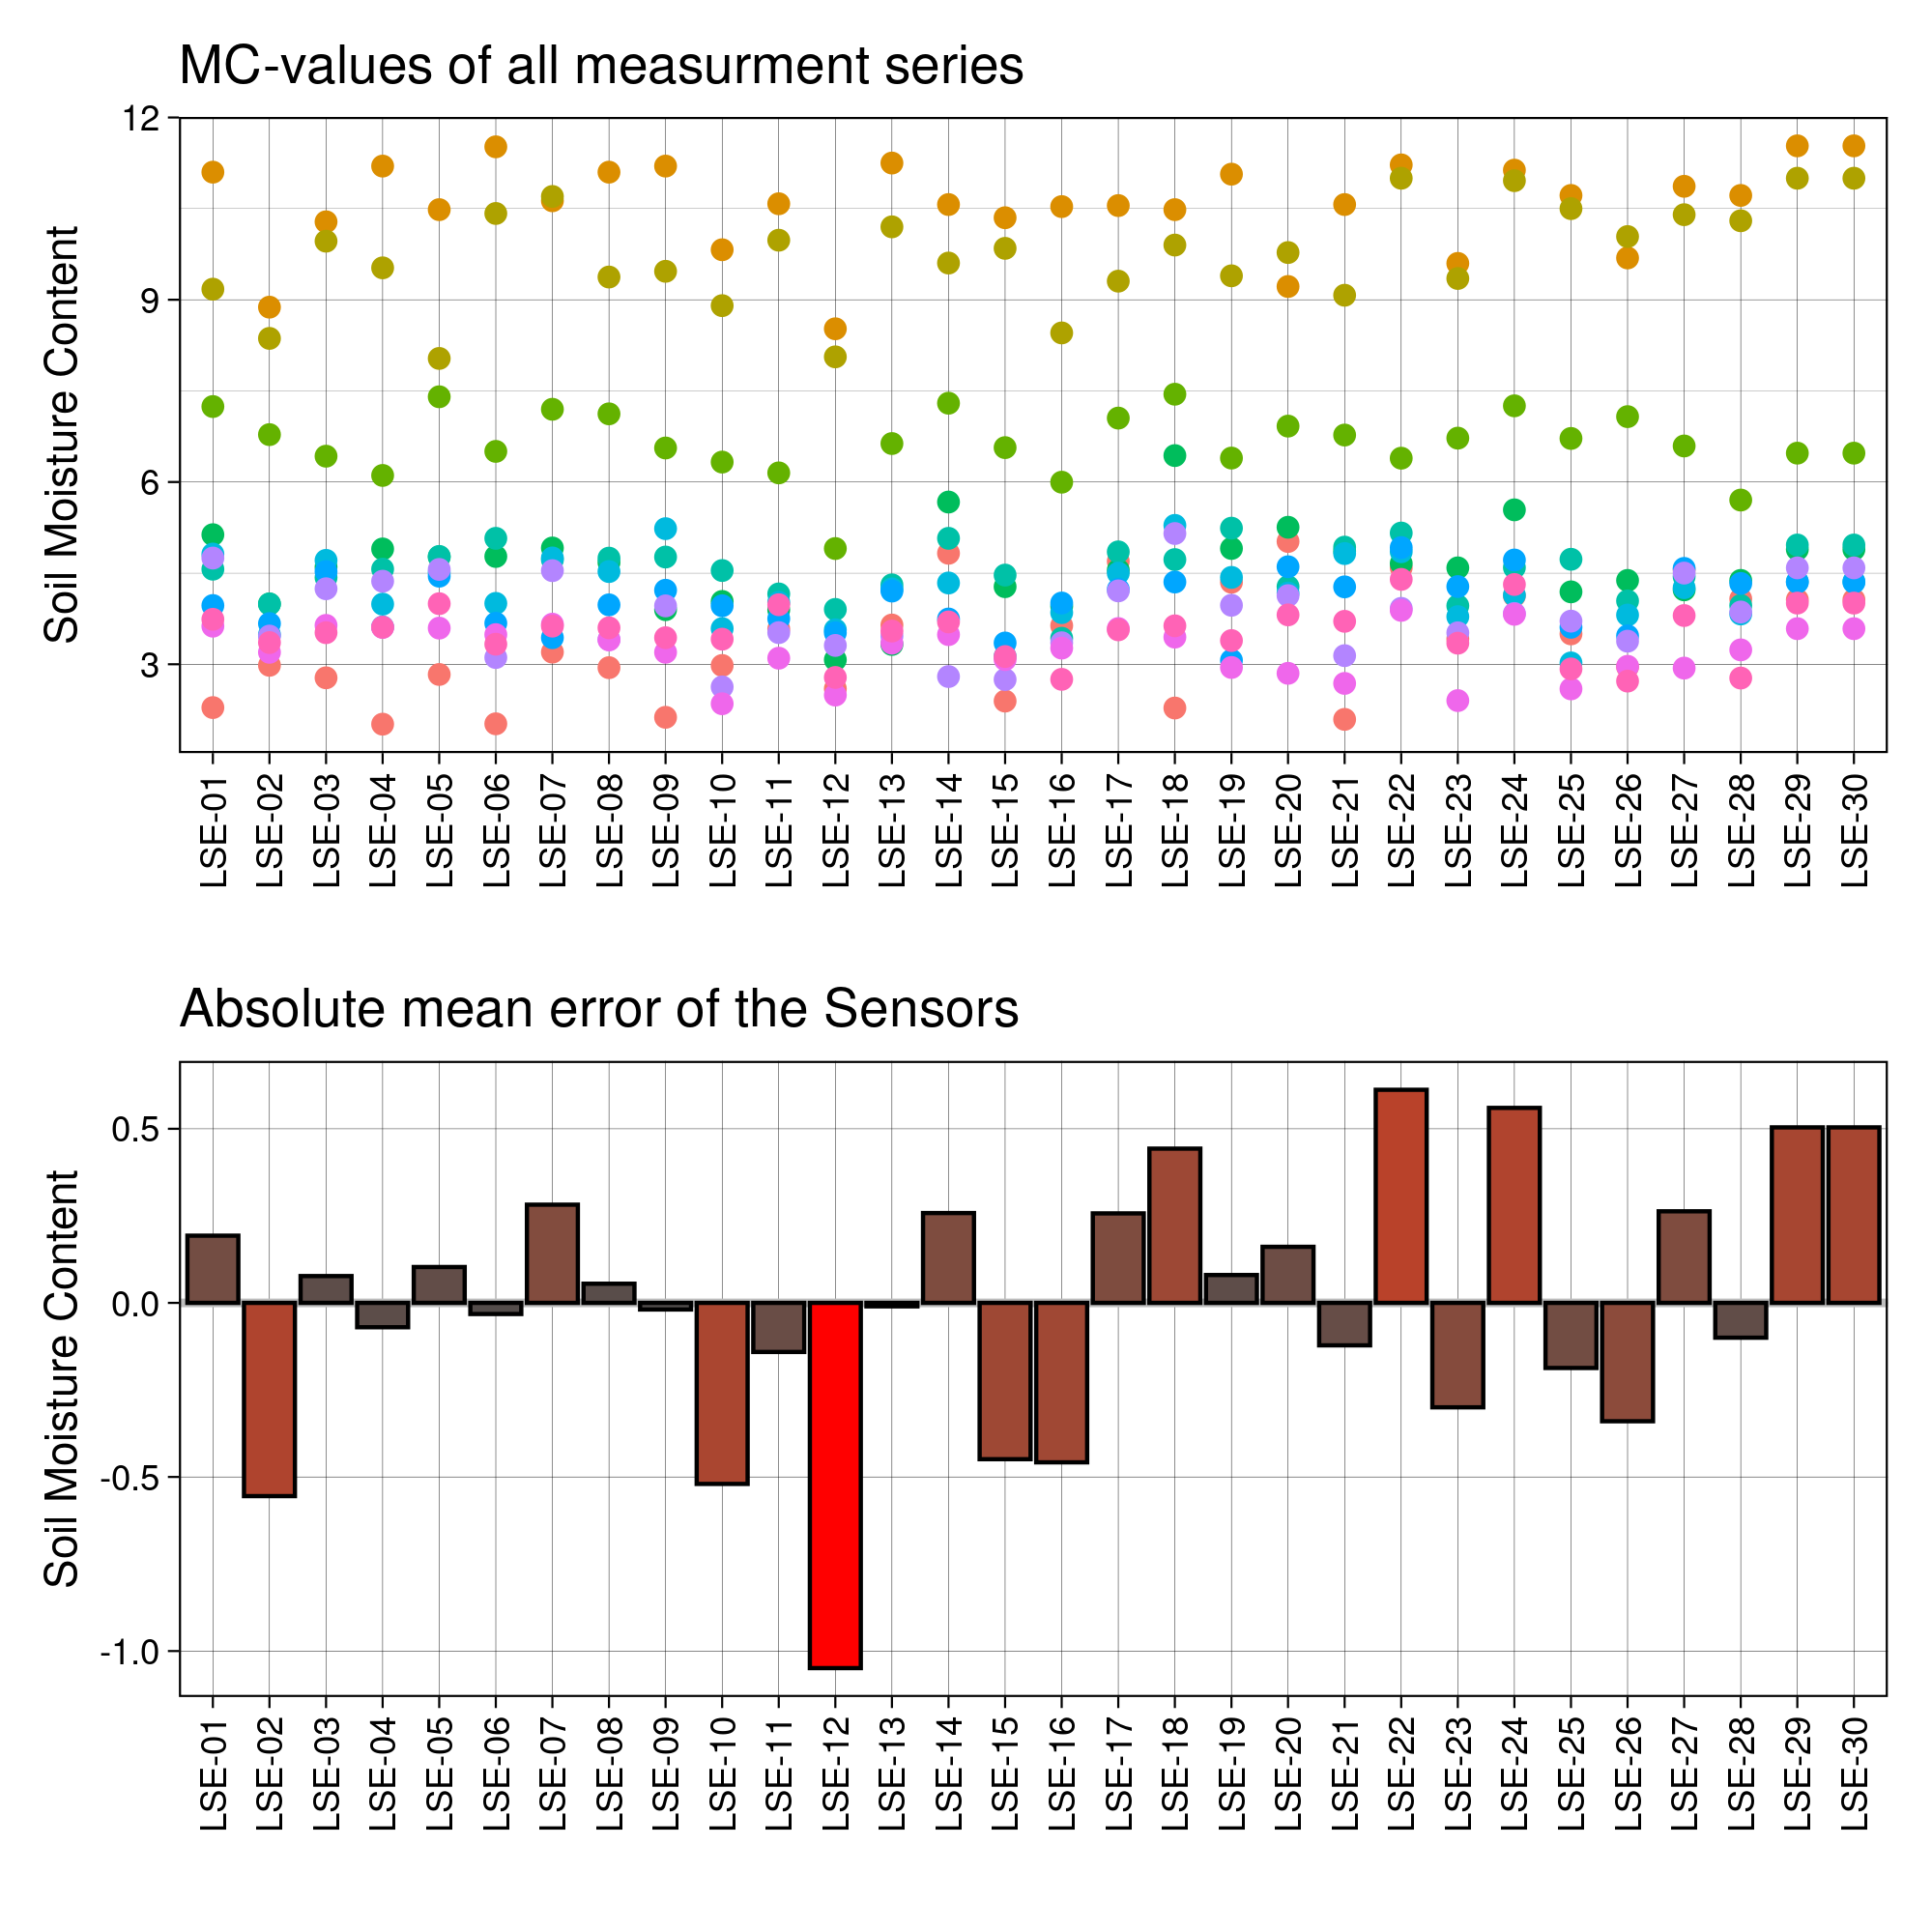 MC-values of all measurment series
Soil Moisture Content
12
9
6
3
LSE-01
LSE-02
LSE-03
LSE-04
LSE-05
LSE-06
LSE-07
LSE-08
LSE-09
LSE-10
LSE-11
LSE-12
LSE-13
LSE-14
LSE-15
LSE-16
LSE-17
LSE-18
LSE-19
LSE-20
LSE-21
LSE-22
LSE-23
LSE-24
LSE-25
LSE-26
LSE-27
LSE-28
LSE-29
LSE-30
Absolute mean error of the Sensors
Soil Moisture Content
0.5
0.0
-0.5
-1.0
LSE-01
LSE-02
LSE-03
LSE-04
LSE-05
LSE-06
LSE-07
LSE-08
LSE-09
LSE-10
LSE-11
LSE-12
LSE-13
LSE-14
LSE-15
LSE-16
LSE-17
LSE-18
LSE-19
LSE-20
LSE-21
LSE-22
LSE-23
LSE-24
LSE-25
LSE-26
LSE-27
LSE-28
LSE-29
LSE-30